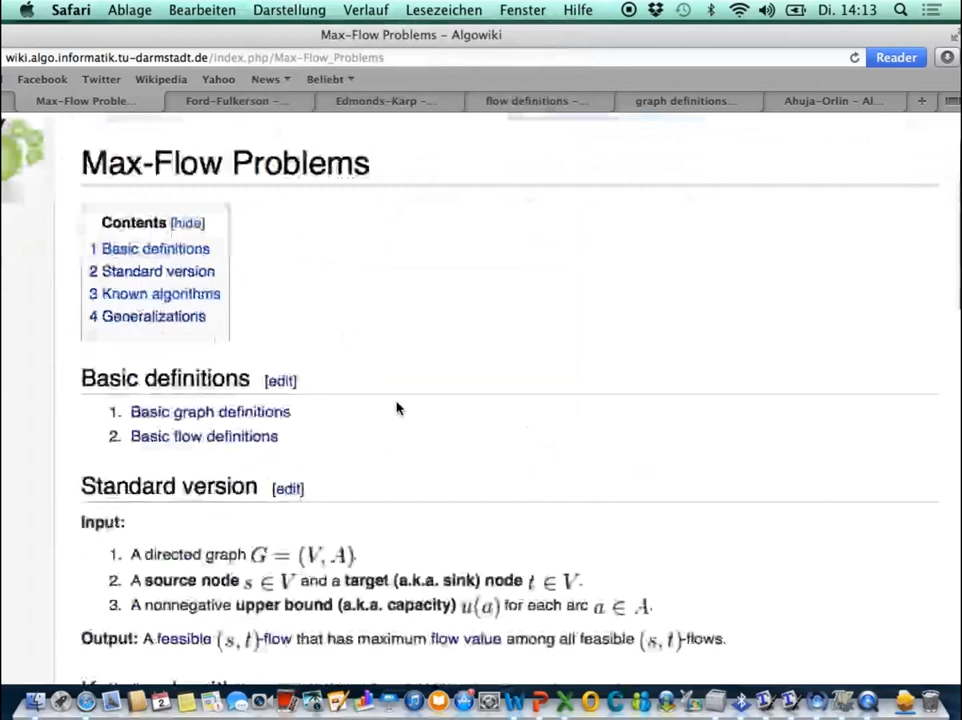 Safari Ablage Bearbeiten Darstellung Verlauf Lesezeichen Fenster Hilfe Di. 14:13
Max-Flow Problems – Algowiki
wiki.algo.informatik.tu-darmstadt.de/index.php/Max-Flow_Problems Reader
Facebook Twitter Wikipedia Yahoo News Beliebt
Max-Flow Proble... Ford-Fulkerson –... Edmonds-Karp –... flow definitions –... graph definitions... Ahuja-Orlin – Al...
Max-Flow Problems
Contents [hide]
1 Basic definitions
2 Standard version
3 Known algorithms
4 Generalizations
Basic definitions [edit]
1. Basic graph definitions
2. Basic flow definitions
Standard version [edit]
Input:
1. A directed graph G = (V, A).
2. A source node s ∈ V and a target (a.k.a. sink) node t ∈ V.
3. A nonnegative upper bound (a.k.a. capacity) u(a) for each arc a ∈ A.
Output: A feasible (s, t)-flow that has maximum flow value among all feasible (s, t)-flows.